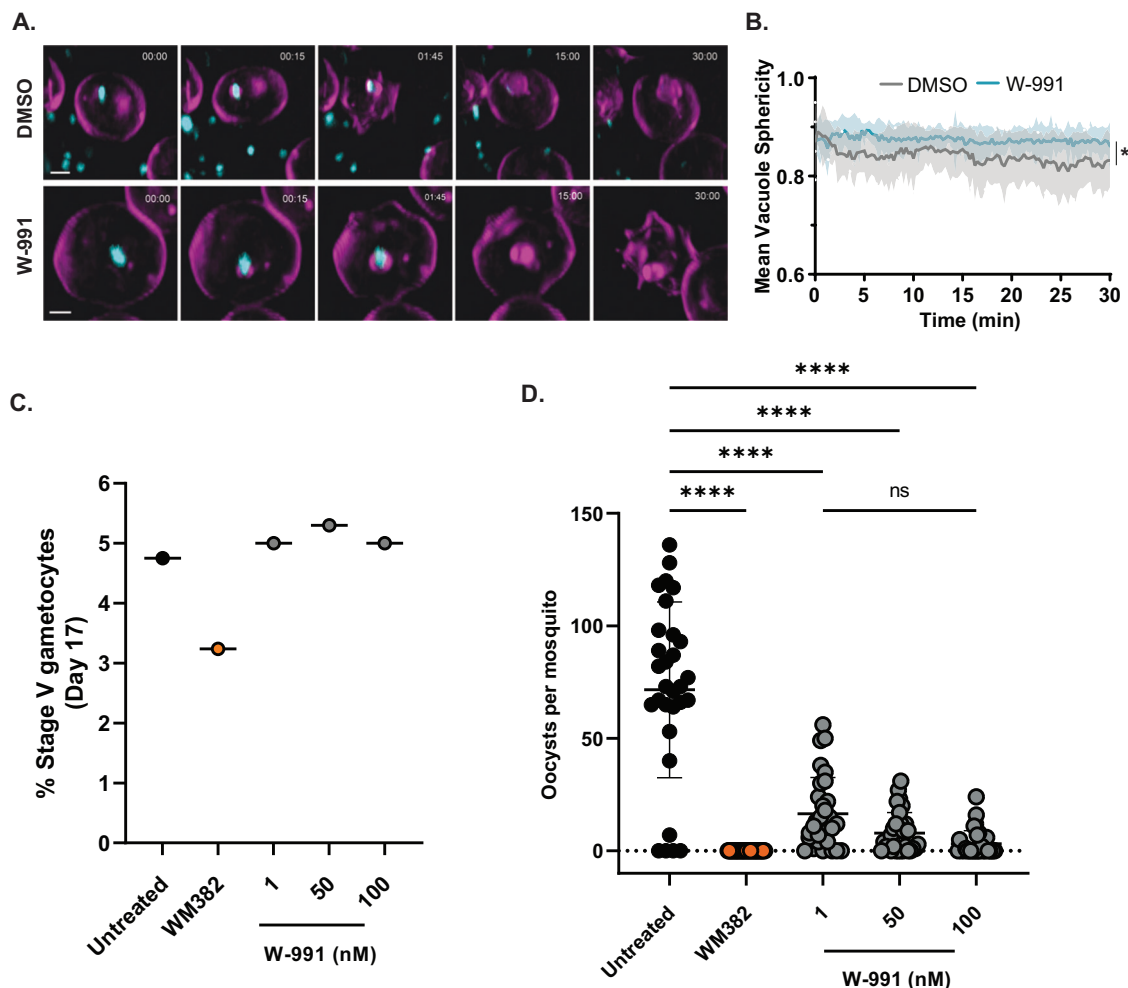 A.
00:00
00:15
01:45
15:00
30:00
DMSO
00:00
00:15
01:45
15:00
30:00
W-991
B.
DMSO
W-991
1.0
0.8
0.6
Mean Vacuole Sphericity
*
0
5
10
15
20
25
30
Time (min)
C.
6
5
4
3
2
1
0
% Stage V gametocytes
(Day 17)
Untreated
WM382
1
50
100
W-991 (nM)
D.
****
****
****
****
ns
150
100
50
0
Oocysts per mosquito
Untreated
WM382
1
50
100
W-991 (nM)